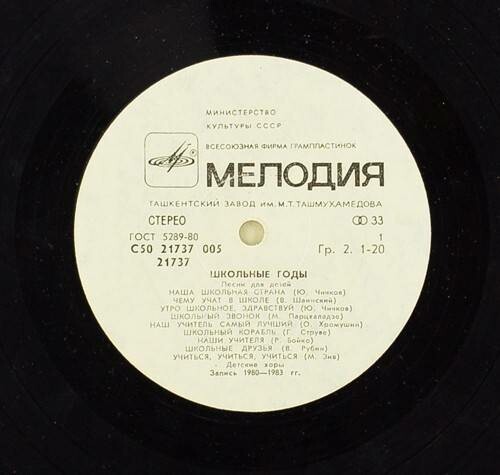 МИНИСТЕРСТВО
КУЛЬТУРЫ СССР
ВСЕСОЮЗНАЯ ФИРМА ГРАМПЛАСТИНОК
МЕЛОДИЯ
ТАШКЕНТСКИЙ ЗАВОД ИМ. М.Т. ТАШМУХАМЕДОВА
СТЕРЕО 33
ГОСТ 5289-80 1
С50 21737 005 Гр. 2. 1-20
21737
ШКОЛЬНЫЕ ГОДЫ
Песни для детей
НАША ШКОЛЬНАЯ СТРАНА (Ю. Чичков)
ЧЕМУ УЧАТ В ШКОЛЕ (В. Шаинский)
УТРО ШКОЛЬНОЕ, ЗДРАВСТВУЙ (Ю. Чичков)
ШКОЛЬНЫЙ ЗВОНОК (М. Парцхаладзе)
НАШ УЧИТЕЛЬ САМЫЙ ЛУЧШИЙ (О. Хромушин)
ШКОЛЬНЫЙ КОРАБЛЬ (Г. Струве)
НАШИ УЧИТЕЛЯ (Р. Бойко)
ШКОЛЬНЫЕ ДРУЗЬЯ (В. Рубин)
УЧИТЬСЯ, УЧИТЬСЯ, УЧИТЬСЯ (М. Зив)
Детские хоры
Запись 1980—1983 гг.